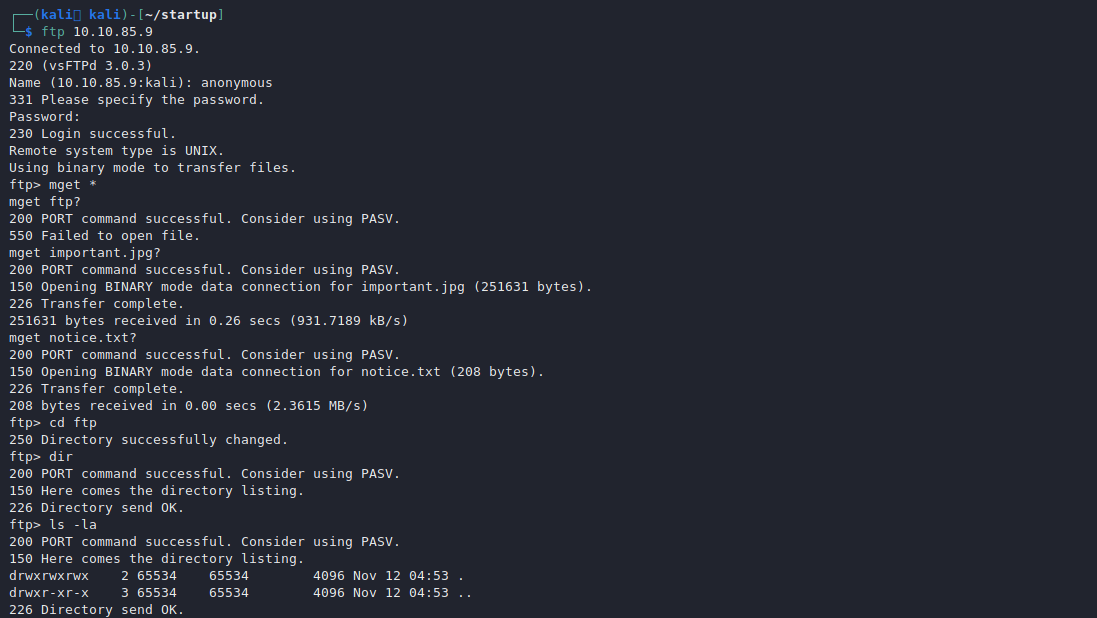 ┌──(kali㉿ kali)-[~/startup]
└─$ ftp 10.10.85.9
Connected to 10.10.85.9.
220 (vsFTPd 3.0.3)
Name (10.10.85.9:kali): anonymous
331 Please specify the password.
Password:
230 Login successful.
Remote system type is UNIX.
Using binary mode to transfer files.
ftp> mget *
mget ftp?
200 PORT command successful. Consider using PASV.
550 Failed to open file.
mget important.jpg?
200 PORT command successful. Consider using PASV.
150 Opening BINARY mode data connection for important.jpg (251631 bytes).
226 Transfer complete.
251631 bytes received in 0.26 secs (931.7189 kB/s)
mget notice.txt?
200 PORT command successful. Consider using PASV.
150 Opening BINARY mode data connection for notice.txt (208 bytes).
226 Transfer complete.
208 bytes received in 0.00 secs (2.3615 MB/s)
ftp> cd ftp
250 Directory successfully changed.
ftp> dir
200 PORT command successful. Consider using PASV.
150 Here comes the directory listing.
226 Directory send OK.
ftp> ls -la
200 PORT command successful. Consider using PASV.
150 Here comes the directory listing.
drwxrwxrwx    2 65534    65534        4096 Nov 12 04:53 .
drwxr-xr-x    3 65534    65534        4096 Nov 12 04:53 ..
226 Directory send OK.